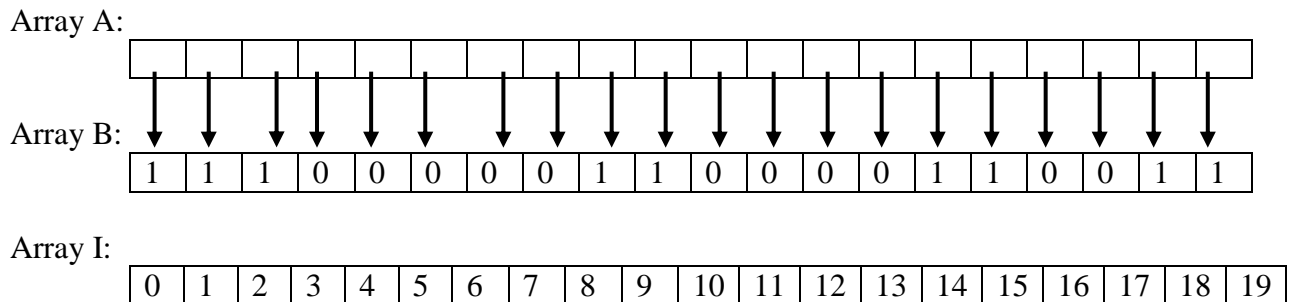 Array A:
Array B:
1 1 1 0 0 0 0 0 1 1 0 0 0 0 1 1 0 0 1 1
Array I:
0 1 2 3 4 5 6 7 8 9 10 11 12 13 14 15 16 17 18 19